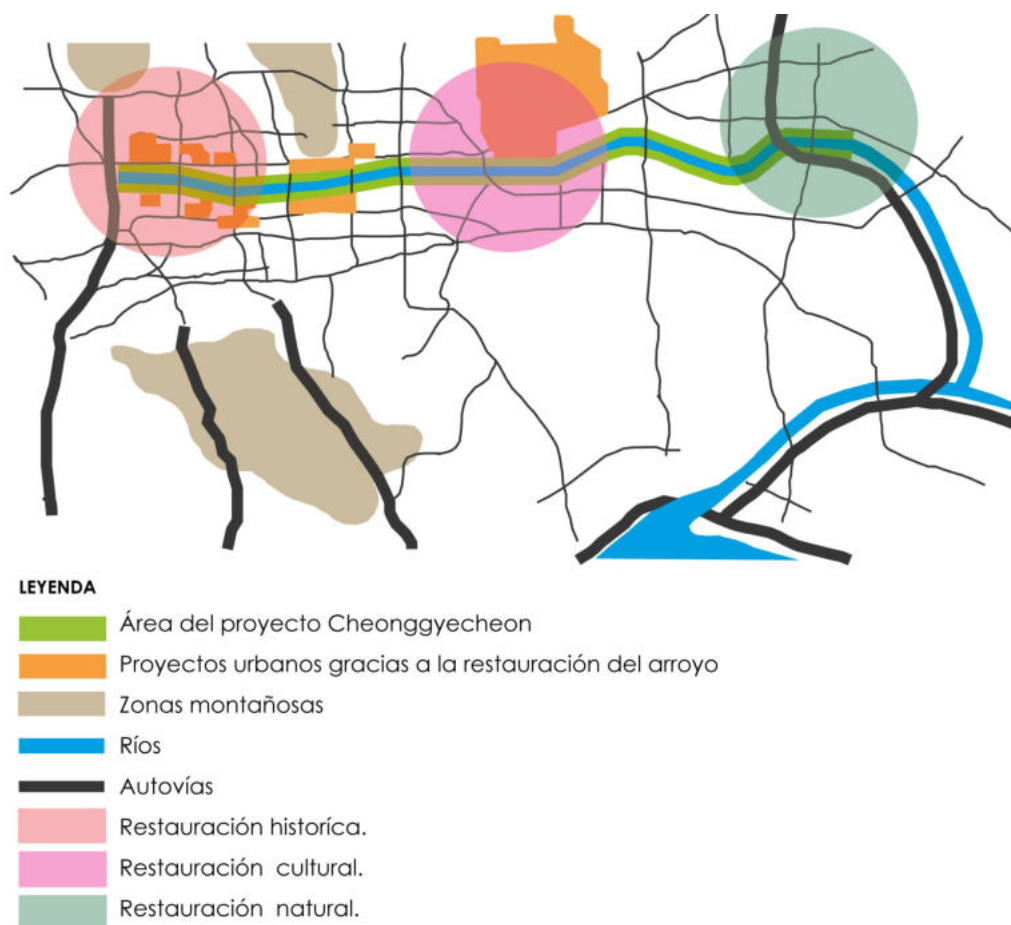 LEYENDA
Área del proyecto Cheonggyecheon
Proyectos urbanos gracias a la restauración del arroyo
Zonas montañosas
Ríos
Autovías
Restauración historíca.
Restauración cultural.
Restauración natural.